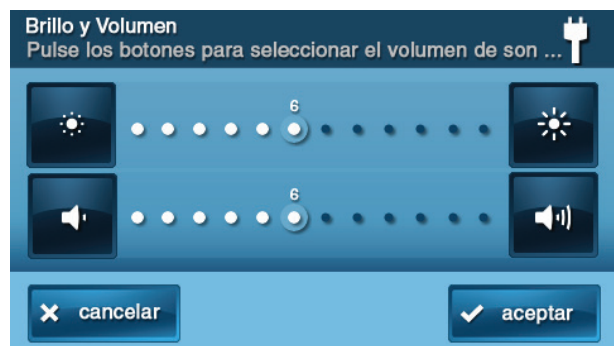 Brillo y Volumen
Pulse los botones para seleccionar el volumen de son ...
6
6
cancelar
aceptar